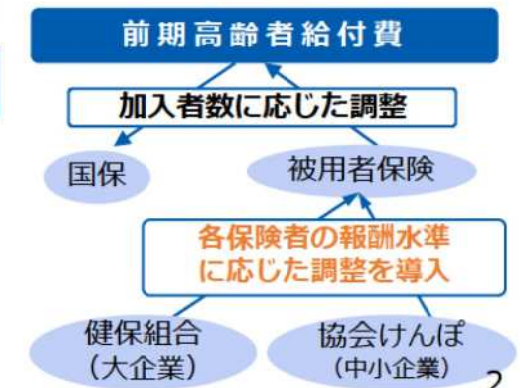 前期高齢者給付費
加入者数に応じた調整
国保
被用者保険
各保険者の報酬水準
に応じた調整を導入
健保組合
（大企業）
協会けんぽ
（中小企業）
2